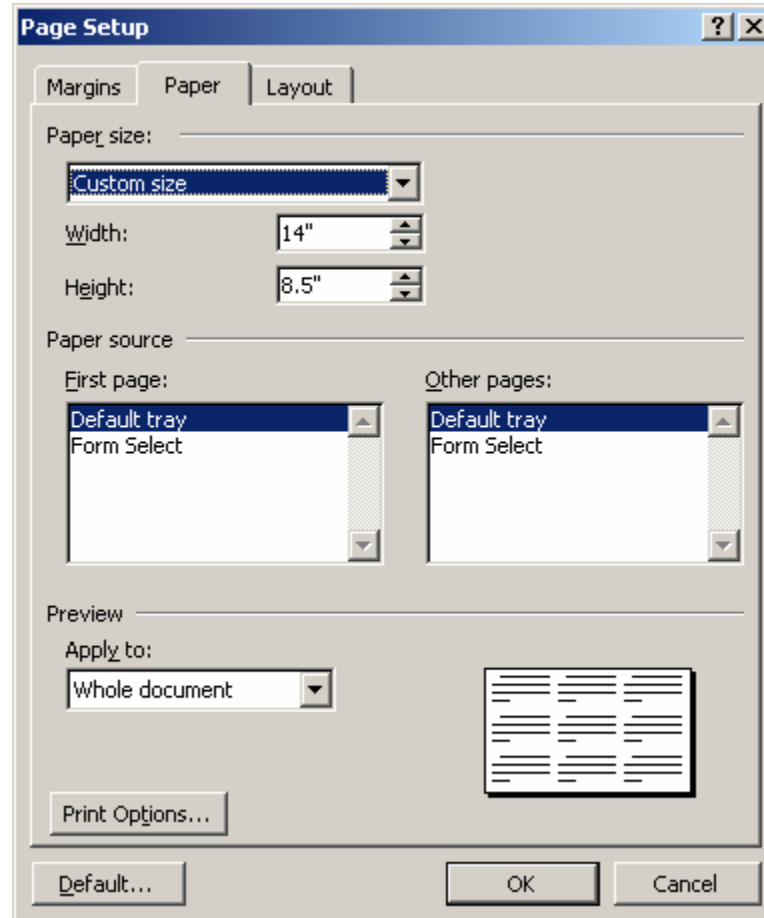 Page Setup
Margins Paper Layout
Paper size:
Custom size
Width: 14"
Height: 8.5"
Paper source
First page: Other pages:
Default tray Default tray
Form Select Form Select
Preview
Apply to:
Whole document
Print Options...
Default... OK Cancel